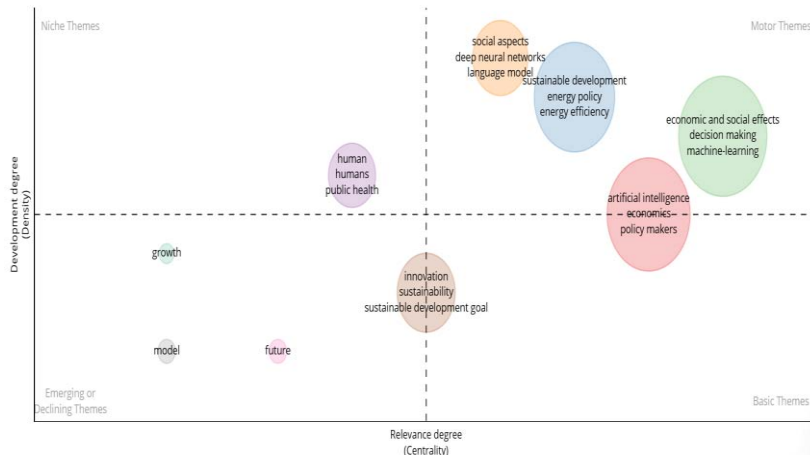 Niche Themes
Motor Themes
social aspects
deep neural networks
language model
sustainable development
energy policy
energy efficiency
economic and social effects
decision making
machine-learning
human
humans
public health
artificial intelligence
economics
policy makers
growth
innovation
sustainability
sustainable development goal
model
future
Emerging or
Declining Themes
Basic Themes
Development degree
(Density)
Relevance degree
(Centrality)